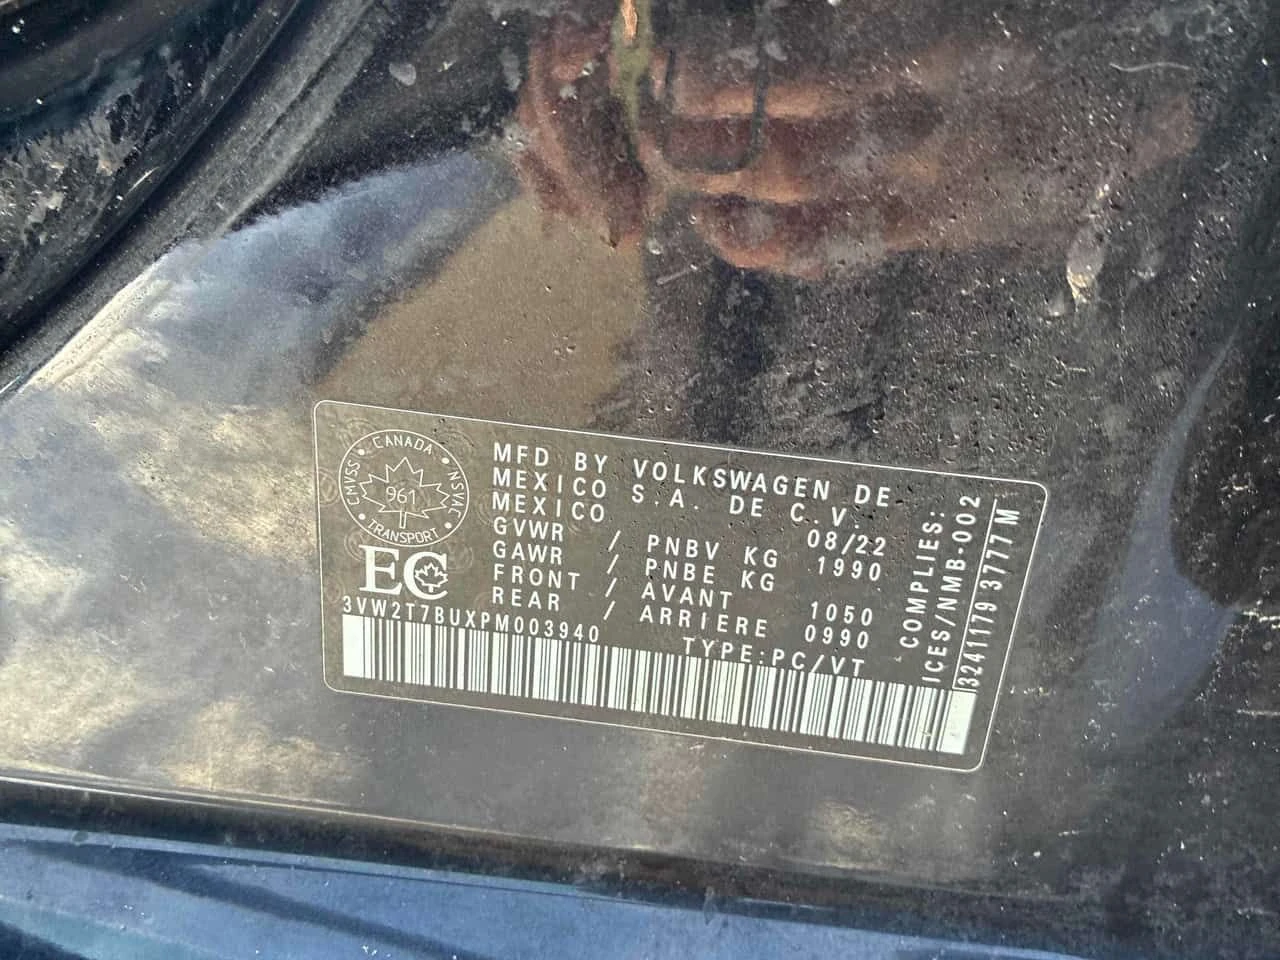 CANADA
CMVSS
NSVAC
961
TRANSPORT
EC
MFD BY VOLKSWAGEN DE
MEXICO S.A. DE C.V.
MEXICO 08/22
GVWR / PNBV KG 1990
GAWR / PNBE KG
FRONT / AVANT 1050
REAR / ARRIÈRE 0990
3VW2T7BUXPM003940 TYPE:PC/VT
COMPLIES:
ICES/NMB-002
3241179 3777 M